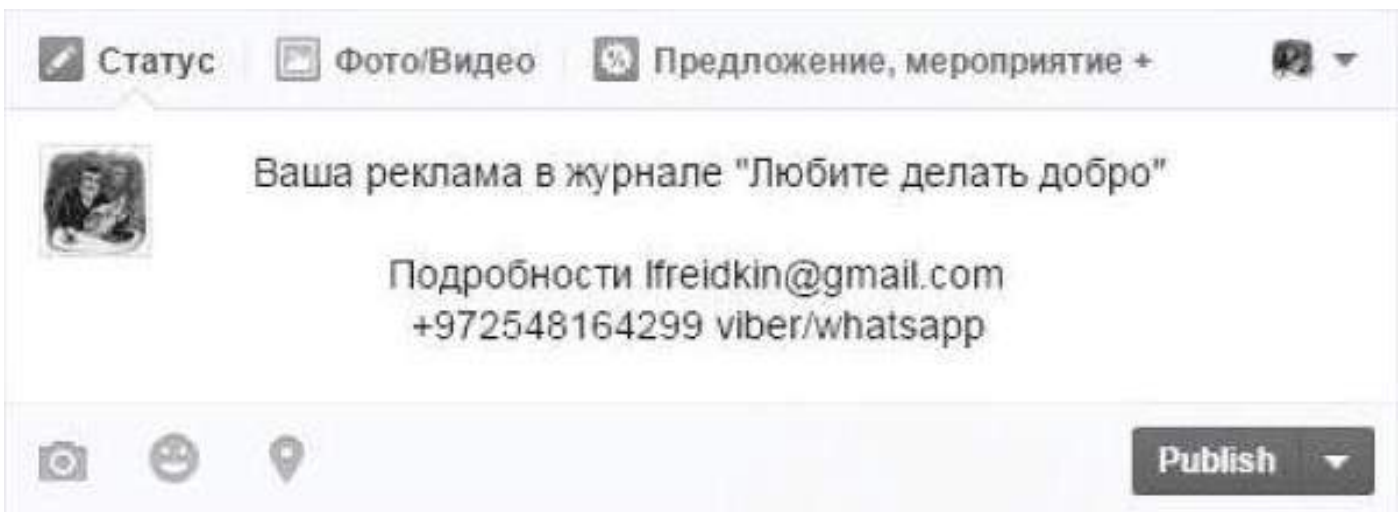 Статус Фото/Видео Предложение, мероприятие +
Ваша реклама в журнале "Любите делать добро"
Подробности lfreidkin@gmail.com
+972548164299 viber/whatsapp
Publish